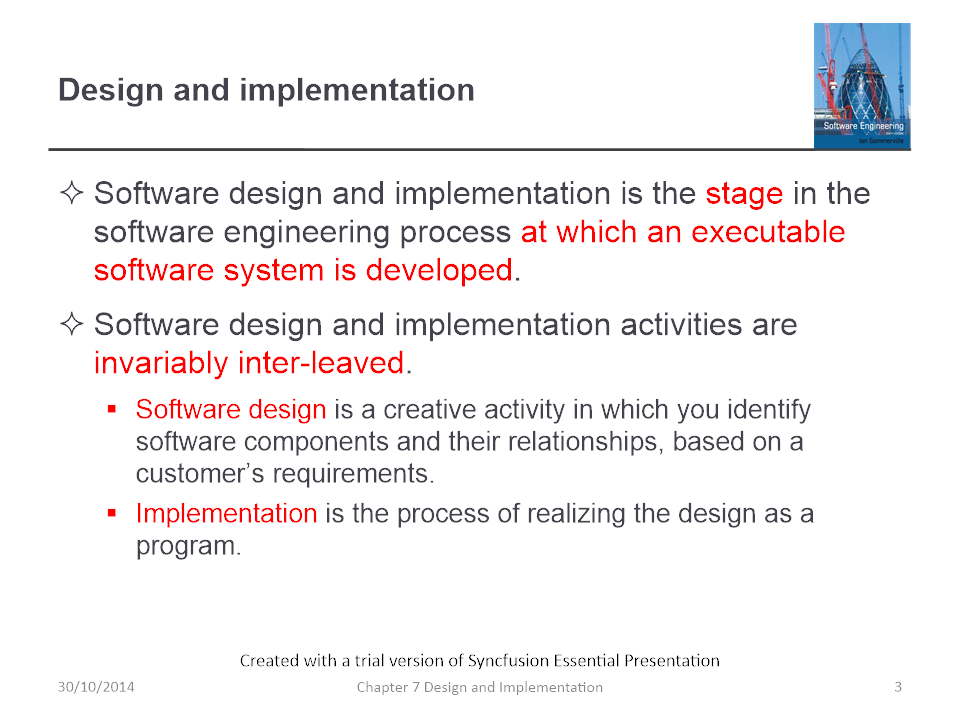 Design and implementation
Software Engineering
Ian Sommerville
Software design and implementation is the stage in the
software engineering process at which an executable
software system is developed.
Software design and implementation activities are
invariably inter-leaved.
Software design is a creative activity in which you identify
software components and their relationships, based on a
customer’s requirements.
Implementation is the process of realizing the design as a
program.
Created with a trial version of Syncfusion Essential Presentation
30/10/2014
Chapter 7 Design and Implementation
3